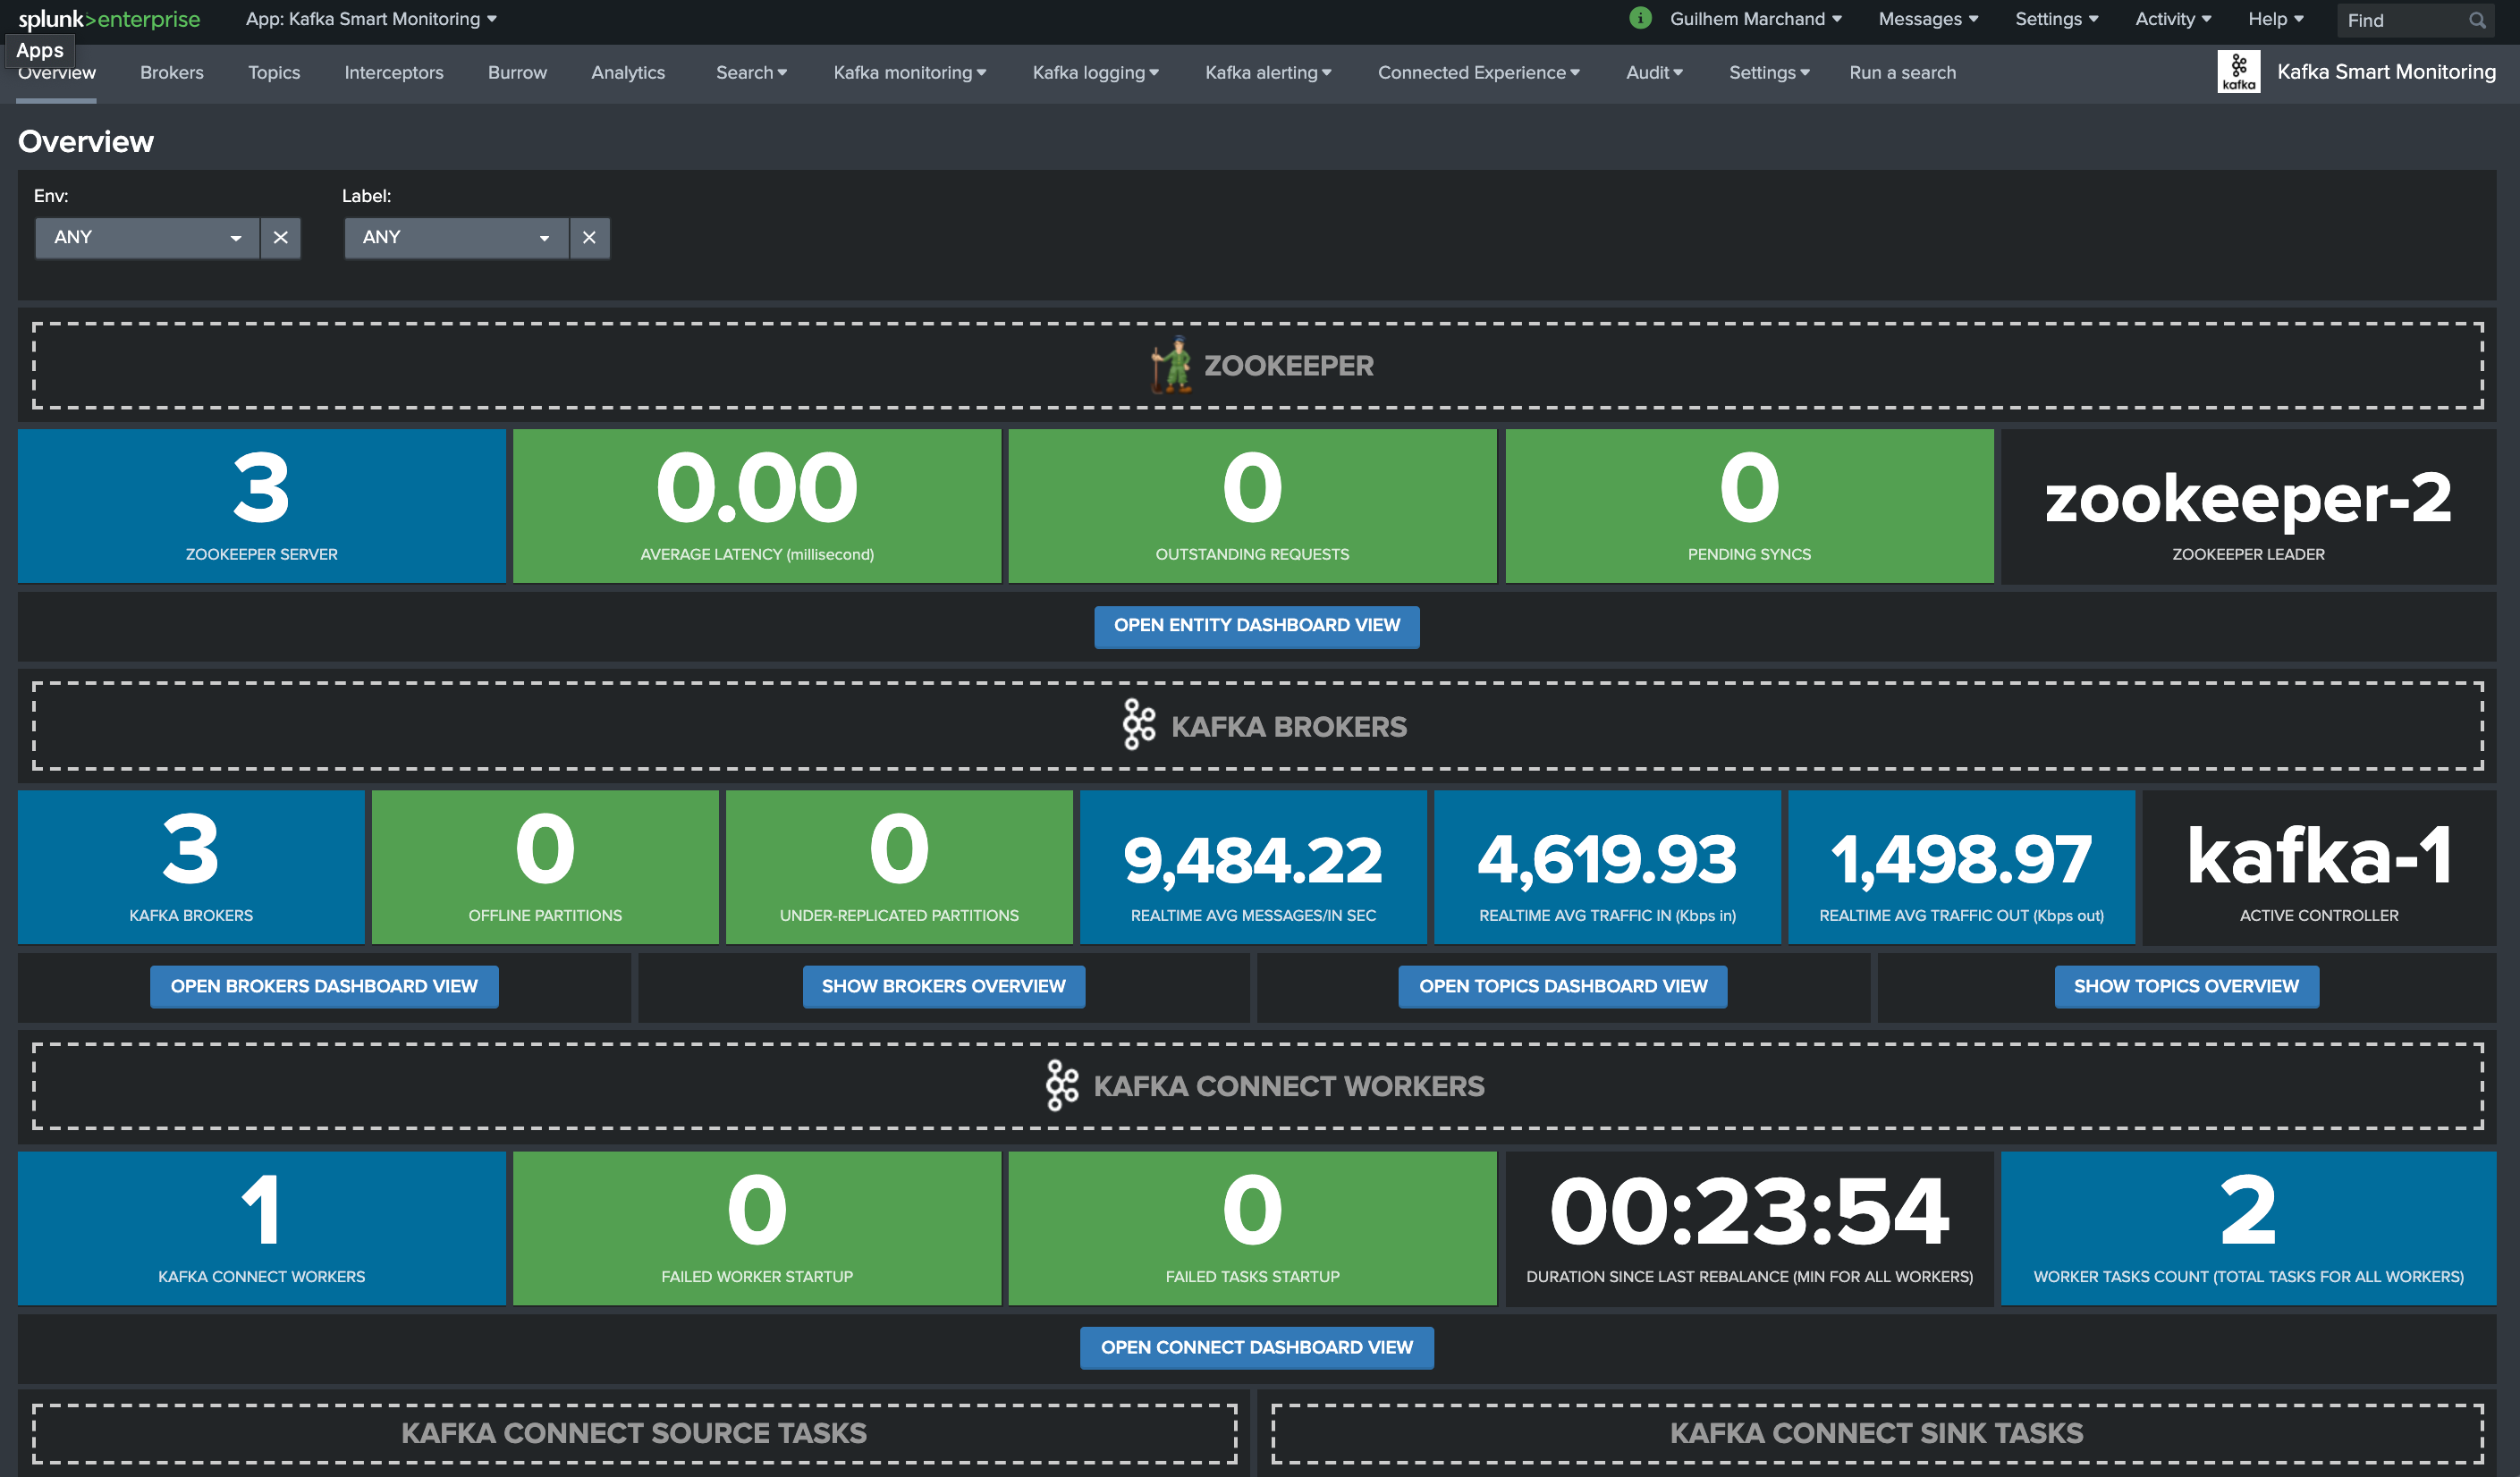 splunk>enterprise App: Kafka Smart Monitoring i Guilhem Marchand Messages Settings Activity Help Find
Apps
Overview Brokers Topics Interceptors Burrow Analytics Search Kafka monitoring Kafka logging Kafka alerting Connected Experience Audit Settings Run a search kafka Kafka Smart Monitoring
Overview
Env: Label:
ANY ANY
ZOOKEEPER
3 0.00 0 0 zookeeper-2
ZOOKEEPER SERVER AVERAGE LATENCY (millisecond) OUTSTANDING REQUESTS PENDING SYNCS ZOOKEEPER LEADER
OPEN ENTITY DASHBOARD VIEW
KAFKA BROKERS
3 0 0 9,484.22 4,619.93 1,498.97 kafka-1
KAFKA BROKERS OFFLINE PARTITIONS UNDER-REPLICATED PARTITIONS REALTIME AVG MESSAGES/IN SEC REALTIME AVG TRAFFIC IN (Kbps in) REALTIME AVG TRAFFIC OUT (Kbps out) ACTIVE CONTROLLER
OPEN BROKERS DASHBOARD VIEW SHOW BROKERS OVERVIEW OPEN TOPICS DASHBOARD VIEW SHOW TOPICS OVERVIEW
KAFKA CONNECT WORKERS
1 0 0 00:23:54 2
KAFKA CONNECT WORKERS FAILED WORKER STARTUP FAILED TASKS STARTUP DURATION SINCE LAST REBALANCE (MIN FOR ALL WORKERS) WORKER TASKS COUNT (TOTAL TASKS FOR ALL WORKERS)
OPEN CONNECT DASHBOARD VIEW
KAFKA CONNECT SOURCE TASKS KAFKA CONNECT SINK TASKS